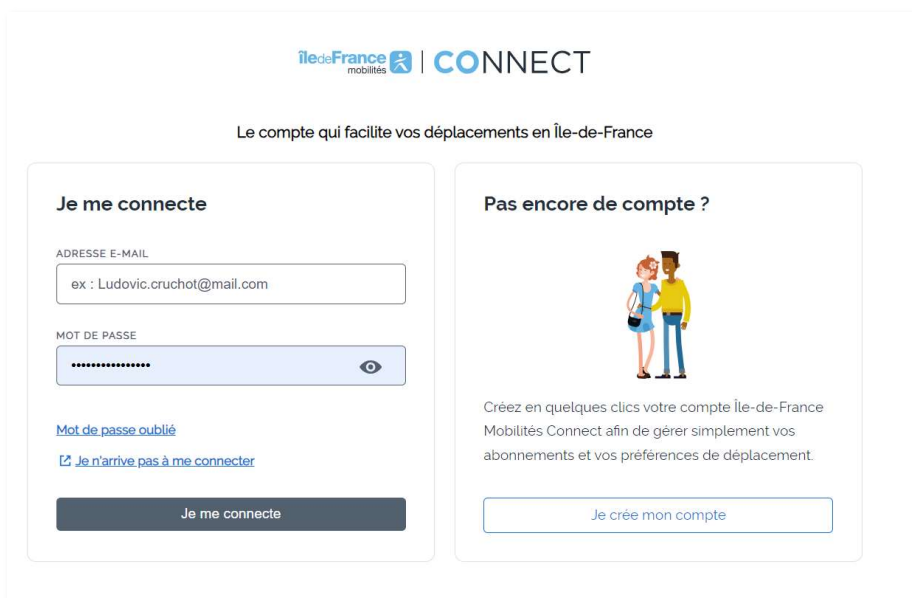 îledeFrance
mobilités
| CONNECT
Le compte qui facilite vos déplacements en Île-de-France
Je me connecte
ADRESSE E-MAIL
ex : Ludovic.cruchot@mail.com
MOT DE PASSE
••••••••••••••••
Mot de passe oublié
Je n'arrive pas à me connecter
Je me connecte
Pas encore de compte ?
Créez en quelques clics votre compte Île-de-France
Mobilités Connect afin de gérer simplement vos
abonnements et vos préférences de déplacement.
Je crée mon compte